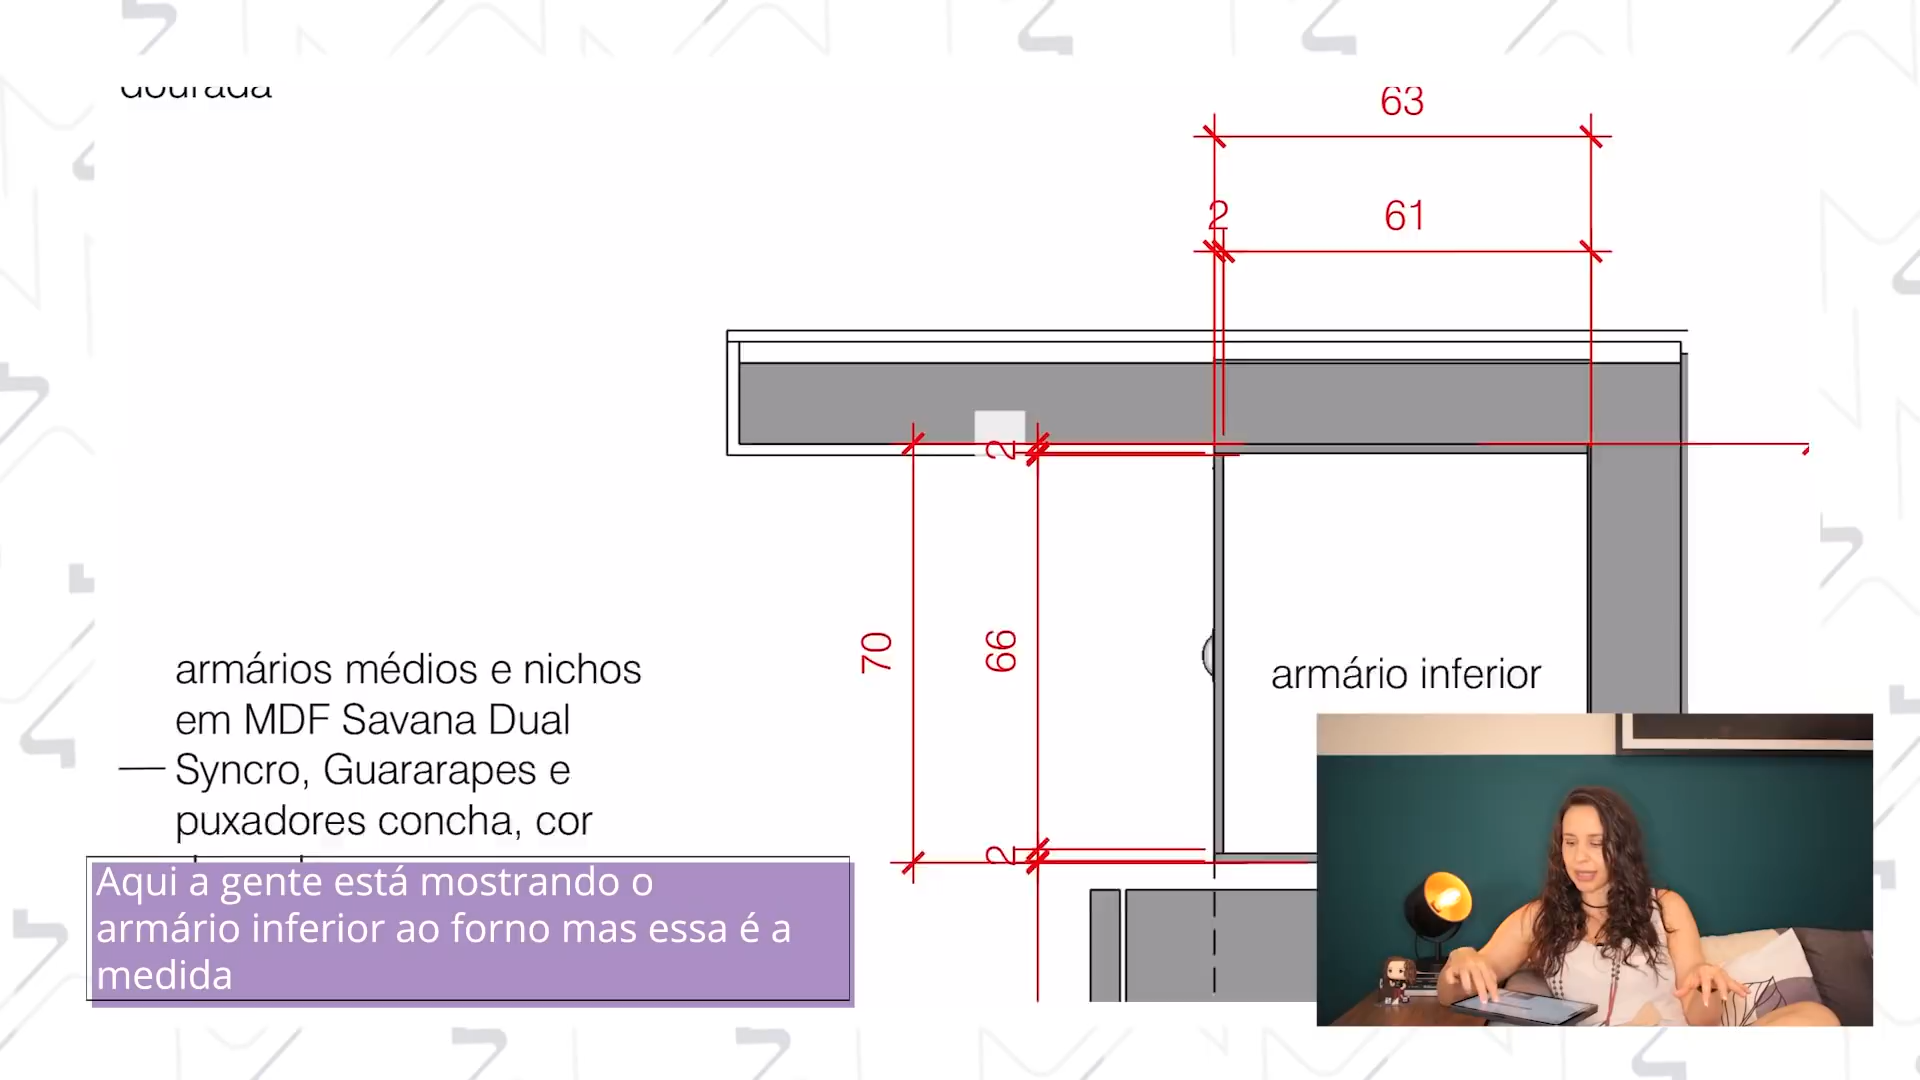 dourada
63
2
61
2
70
66
armário inferior
armários médios e nichos
em MDF Savana Dual
Syncro, Guararapes e
puxadores concha, cor
2
Aqui a gente está mostrando o
armário inferior ao forno mas essa é a
medida